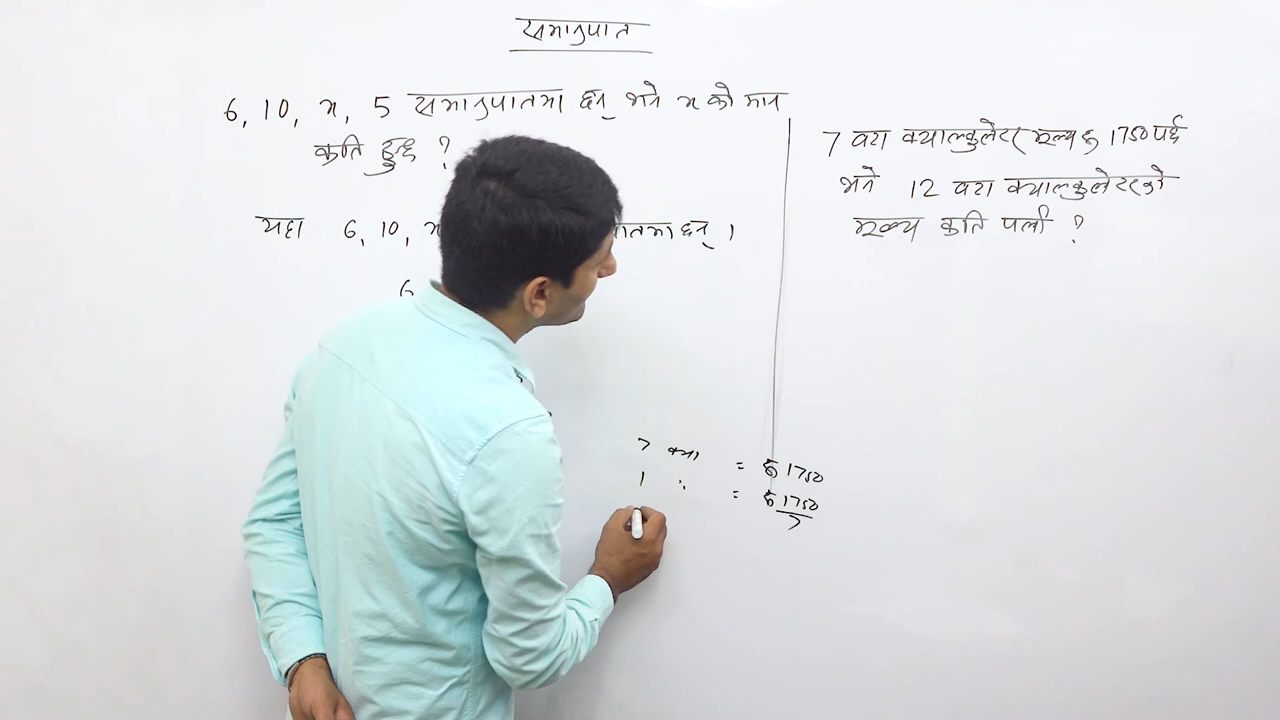 समानुपात
6, 10, x, 5 समानुपातमा छन् भने x को मान
कति हुन्छ ?
यहा 6, 10, x पातमा छन् ।
6
7 क्या = रु 1750
1 " = रु 1750
7
7 वटा क्याल्कुलेटर मूल्य रु 1750 पर्छ
भने 12 वटा क्याल्कुलेटरको
मूल्य कति पर्ला ?